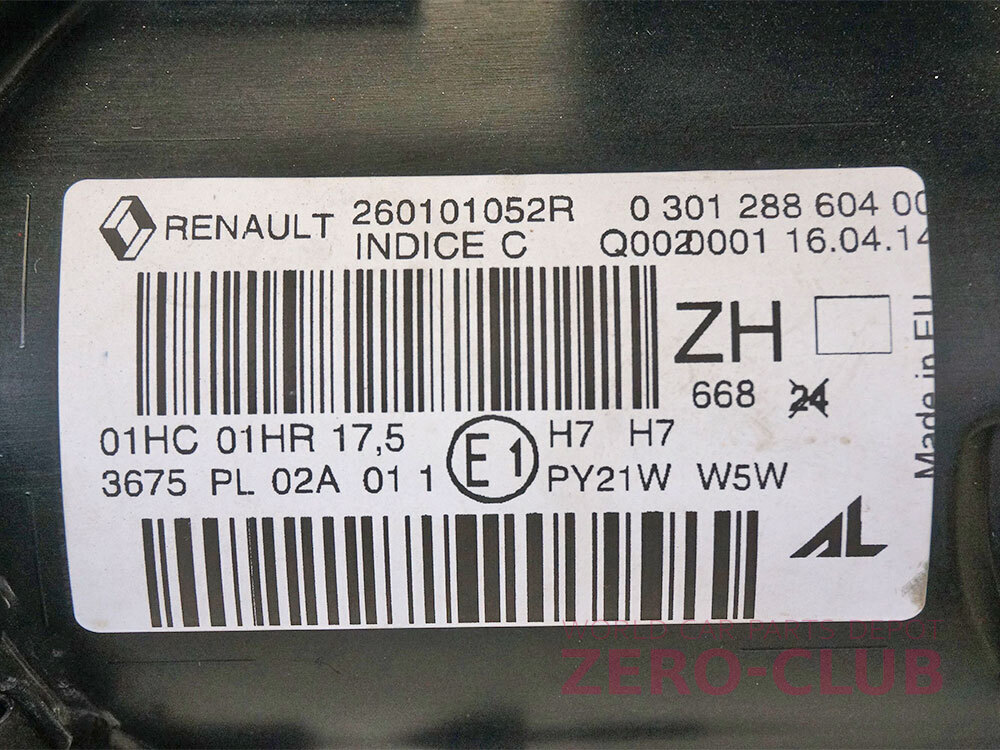 RENAULT 260101052R 0 301 288 604 00
INDICE C Q0020001 16.04.14
ZH
668 24
Made in EU
01HC 01HR 17,5 E1 H7 H7
3675 PL 02A 01 1 PY21W W5W
AL
WORLD CAR PARTS DEPOT
ZERO-CLUB